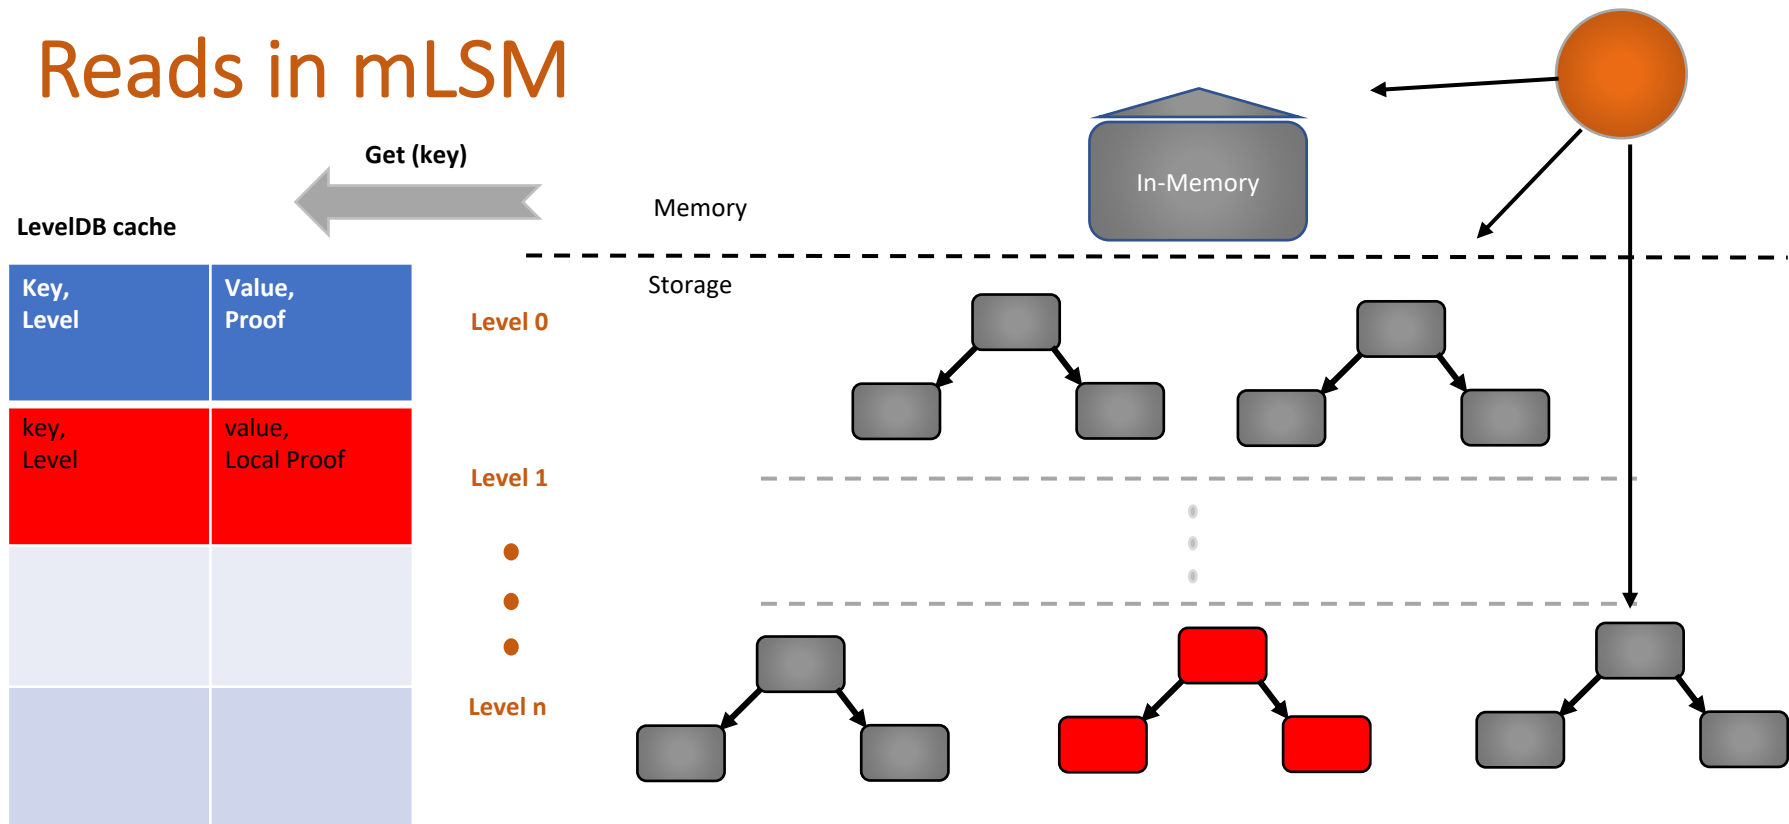 Reads in mLSM
Get (key)
LevelDB cache
Key,
Level
Value,
Proof
key,
Level
value,
Local Proof
Memory
In-Memory
Storage
Level 0
Level 1
Level n